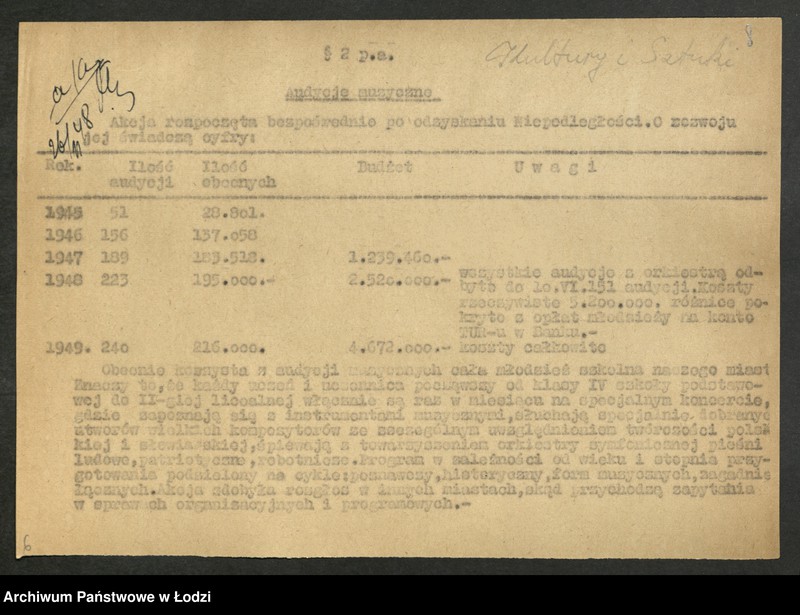 8
§ 2 p.a.
Kultury i Sztuki
Audycje muzyczne
Akcja rozpoczęta bezpośrednio po odzyskaniu Niepodległości.O rozwoju
jej świadczą cyfry:
Rok. Ilość Ilość Budżet U w a g i
audycji obecnych
1945 51 28.801.
1946 156 137.058
1947 189 183.518. 1.239.460.-
1948 223 195.000.- 2.520.000.- wszystkie audycje z orkiestrą od-
byto do 10.VI.151 audycji.Koszty
rzeczywiste 5.200.000. różnicę po-
kryto z opłat młodzieży na konto
TUR-u w Banku.-
1949. 240 216.000. 4.672.000.- koszty całkowite
Obecnie korzysta z audycji muzycznych cała młodzież szkolna naszego miast
Znaczy to,że każdy uczeń i uczennica począwszy od klasy IV szkoły podstawo-
wej do II-giej licealnej włącznie są raz w miesiącu na specjalnym koncercie,
gdzie zapoznają się z instrumentami muzycznymi,słuchają specjalnie dobranyc
utworów wielkich kompozytorów ze szczególnym uwzględnieniem twórczości polsk
kiej i słowiańskiej,śpiewają z towarzyszeniem orkiestry symfonicznej pieśni
ludowe,patriotyczne,robotnicze.Program w zależności od wieku i stopnia przy-
gotowania podzielony na cykle:poznawczy,historyczny,form muzycznych,zagadnie
łącznych.Akcja zdobyła rozgłos w innych miastach,skąd przychodzą zapytania
w sprawach organizacyjnych i programowych.-
6
Archiwum Państwowe w Łodzi